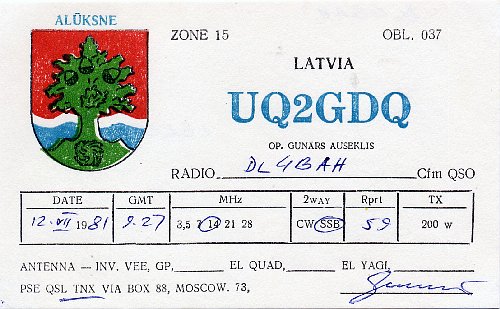 ALŪKSNE
ZONE 15 OBL. 037
LATVIA
UQ2GDQ
OP. GUNARS AUSEKLIS
RADIO DL4BAH Cfm QSO
DATE GMT MHz 2WAY Rprt TX
12. VII 1981 9.27 3,5 7 14 21 28 CW SSB 59 200 w
ANTENNA — INV. VEE, GP, EL QUAD, EL YAGI,
PSE QSL TNX VIA BOX 88, MOSCOW. 73,